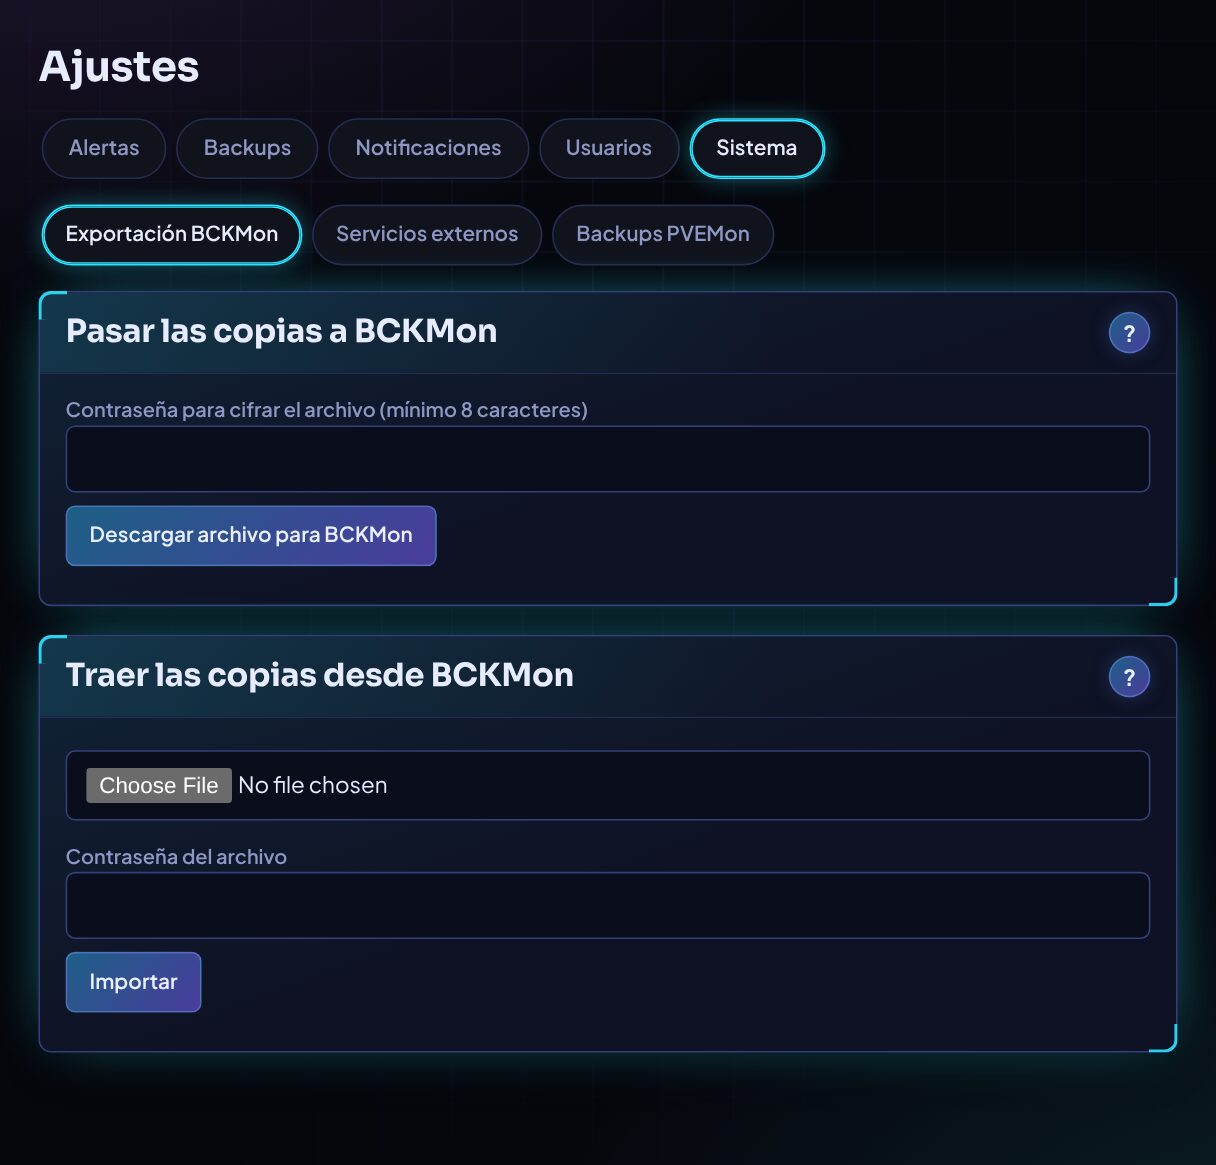 Ajustes
Alertas Backups Notificaciones Usuarios Sistema
Exportación BCKMon Servicios externos Backups PVEMon
Pasar las copias a BCKMon ?
Contraseña para cifrar el archivo (mínimo 8 caracteres)
Descargar archivo para BCKMon
Traer las copias desde BCKMon ?
Choose File No file chosen
Contraseña del archivo
Importar